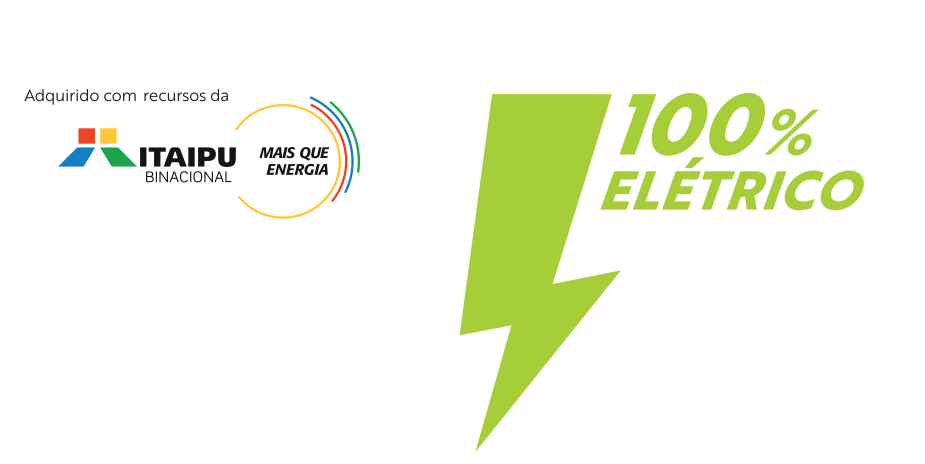 Adquirido com recursos da
ITAIPU
BINACIONAL
MAIS QUE
ENERGIA
100%
ELÉTRICO